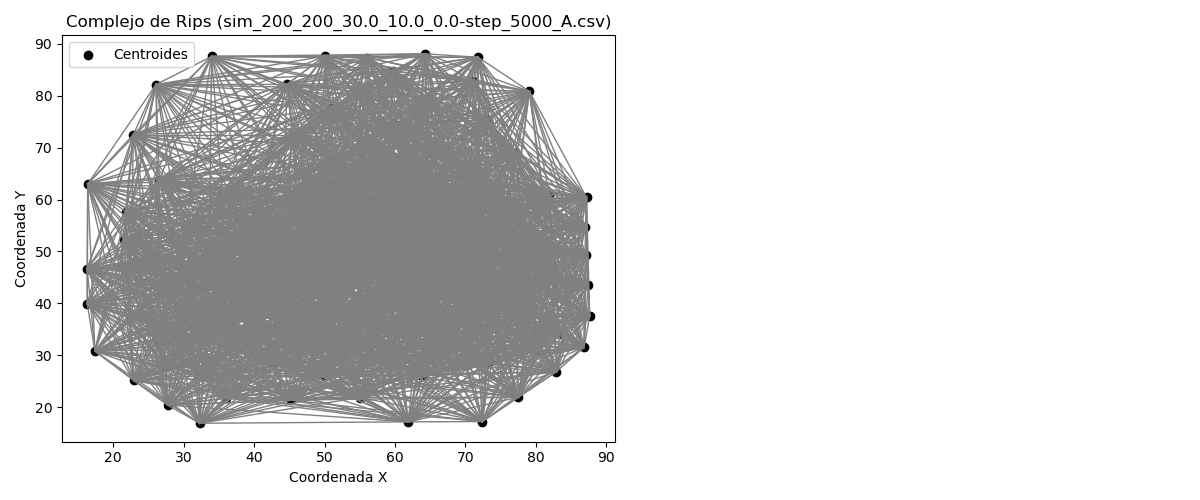 Complejo de Rips (sim_200_200_30.0_10.0_0.0-step_5000_A.csv)
Centroides
90
80
70
60
50
40
30
20
Coordenada Y
20 30 40 50 60 70 80 90
Coordenada X